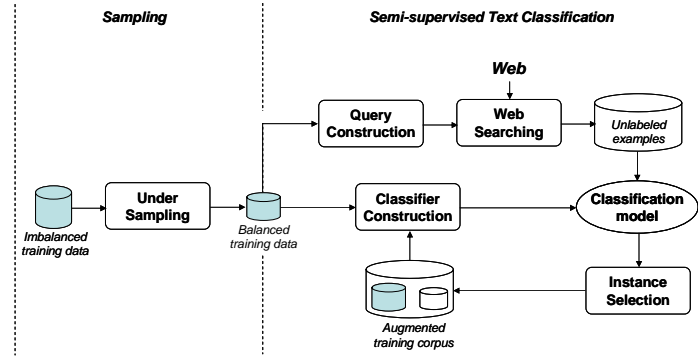 Sampling
Semi-supervised Text Classification
Web
Query
Construction
Web
Searching
Unlabeled
examples
Under
Sampling
Classifier
Construction
Classification
model
Imbalanced
training data
Balanced
training data
Instance
Selection
Augmented
training corpus